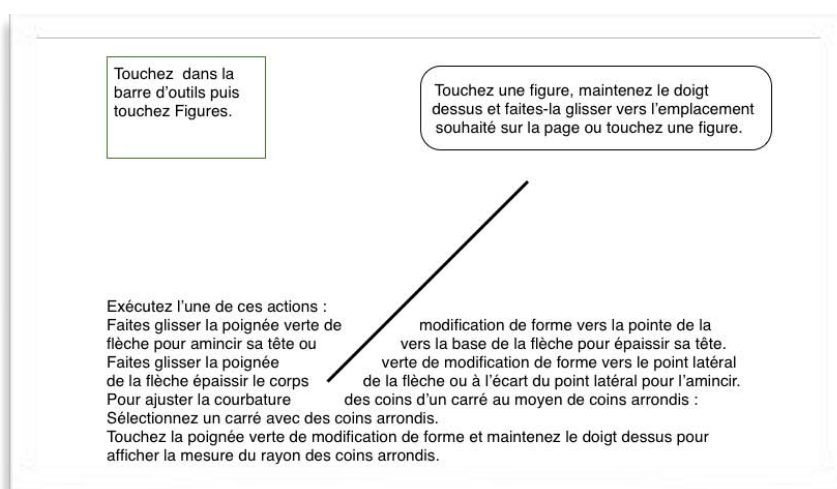 Touchez  dans la
barre d'outils puis
touchez Figures.
Touchez une figure, maintenez le doigt
dessus et faites-la glisser vers l'emplacement
souhaité sur la page ou touchez une figure.
Exécutez l'une de ces actions :
Faites glisser la poignée verte de modification de forme vers la pointe de la
flèche pour amincir sa tête ou vers la base de la flèche pour épaissir sa tête.
Faites glisser la poignée verte de modification de forme vers le point latéral
de la flèche épaissir le corps de la flèche ou à l'écart du point latéral pour l'amincir.
Pour ajuster la courbature des coins d'un carré au moyen de coins arrondis :
Sélectionnez un carré avec des coins arrondis.
Touchez la poignée verte de modification de forme et maintenez le doigt dessus pour
afficher la mesure du rayon des coins arrondis.